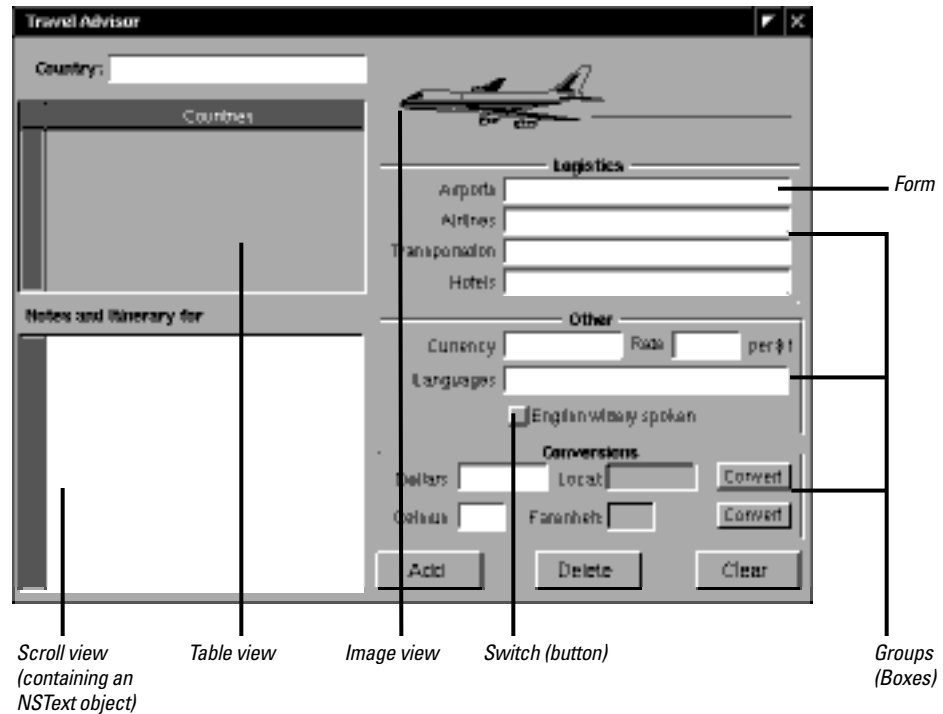 Travel Advisor
Country:
Countries
Logistics
Airports
Form
Airlines
Transportation
Hotels
Notes and Itinerary for
Other
Currency Rate per $1
Languages
English widely spoken
Conversions
Dollars Local Convert
Celsius Farenheit Convert
Add Delete Clear
Scroll view
(containing an
NSText object)
Table view
Image view
Switch (button)
Groups
(Boxes)